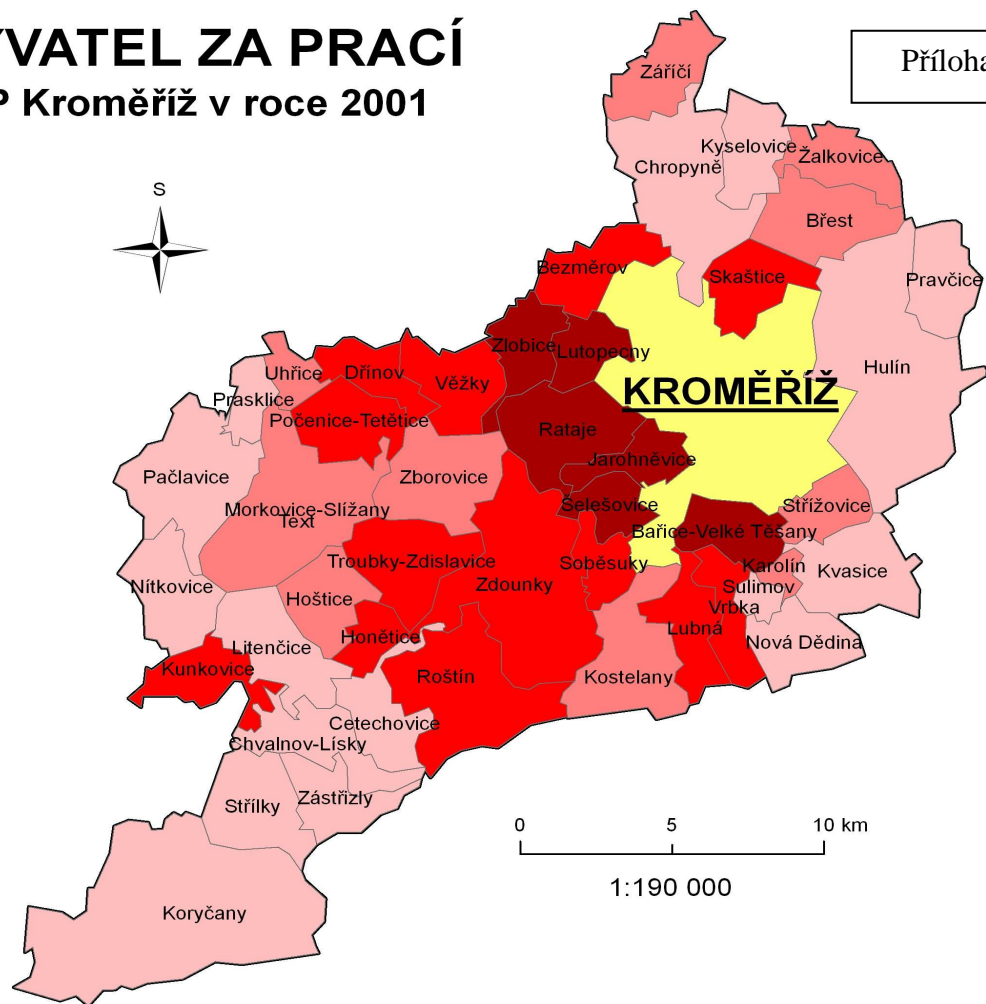 YVATEL ZA PRACÍ
P Kroměříž v roce 2001
Příloha
S
Záříčí
Kyselovice
Žalkovice
Chropyně
Břest
Bezměrov
Skaštice
Pravčice
Zlobice
Lutopecny
Uhřice
Dřínov
Věžky
Hulín
KROMĚŘÍŽ
Prasklice
Počenice-Tetětice
Rataje
Jarohněvice
Pačlavice
Zborovice
Šelešovice
Střížovice
Morkovice-Slížany
Text
Bařice-Velké Těšany
Troubky-Zdislavice
Soběsuky
Karolín
Kvasice
Nítkovice
Zdounky
Sulimov
Hoštice
Vrbka
Honětice
Lubná
Litenčice
Nová Dědina
Kunkovice
Roštín
Kostelany
Cetechovice
Chvalnov-Lísky
Zástřizly
Střílky
0 5 10 km
1:190 000
Koryčany